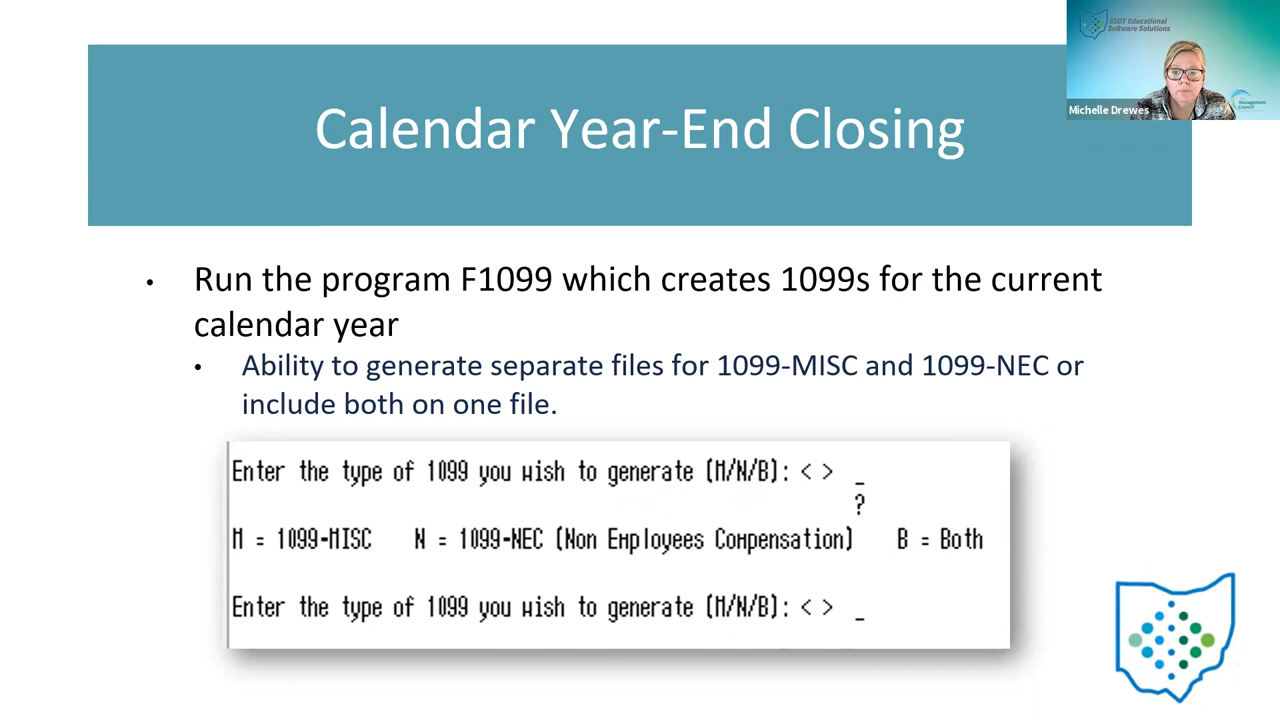 SSDT Educational
Software Solutions
Management
Council
Michelle Drewes
Calendar Year-End Closing
• Run the program F1099 which creates 1099s for the current
calendar year
• Ability to generate separate files for 1099-MISC and 1099-NEC or
include both on one file.
Enter the type of 1099 you wish to generate (M/N/B): < > _
?
M = 1099-MISC N = 1099-NEC (Non Employees Compensation) B = Both
Enter the type of 1099 you wish to generate (M/N/B): < > _